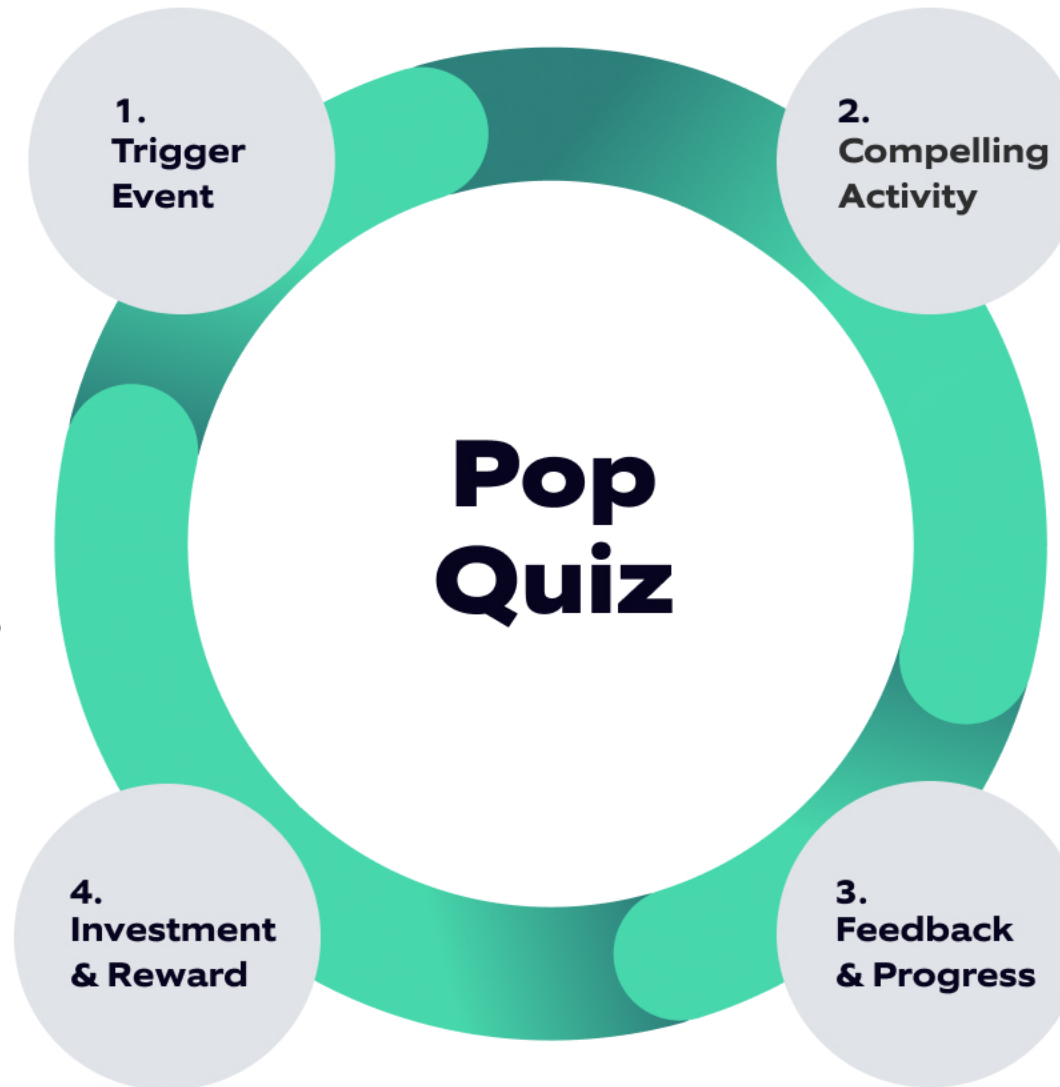 1.
Trigger
Event
2.
Compelling
Activity
Pop
Quiz
4.
Investment
& Reward
3.
Feedback
& Progress